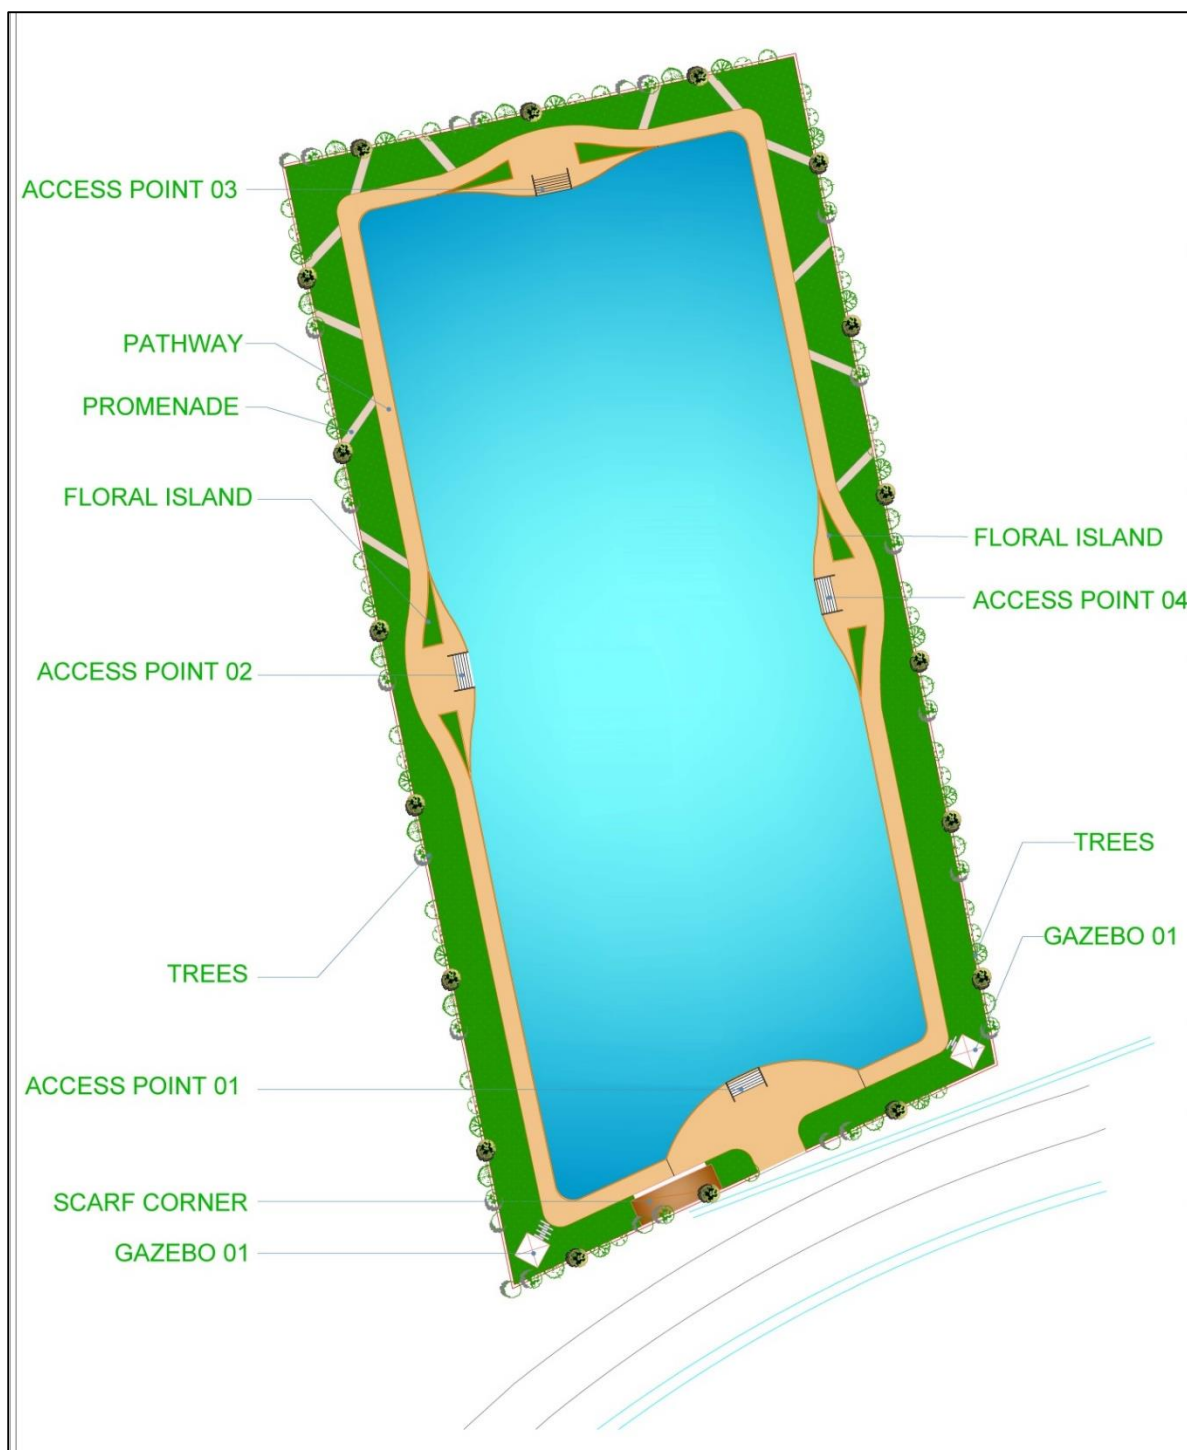 ACCESS POINT 03
PATHWAY
PROMENADE
FLORAL ISLAND
FLORAL ISLAND
ACCESS POINT 04
ACCESS POINT 02
TREES
GAZEBO 01
TREES
ACCESS POINT 01
SCARF CORNER
GAZEBO 01